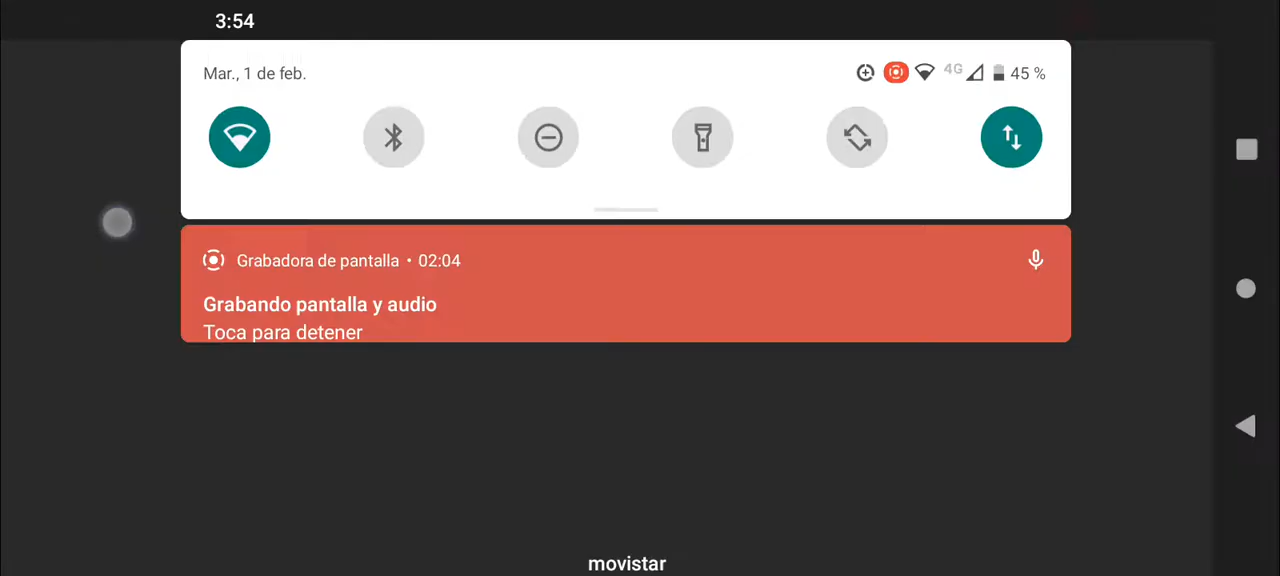 3:54
Mar., 1 de feb.
4G
45 %
Grabadora de pantalla • 02:04
Grabando pantalla y audio
Toca para detener
movistar